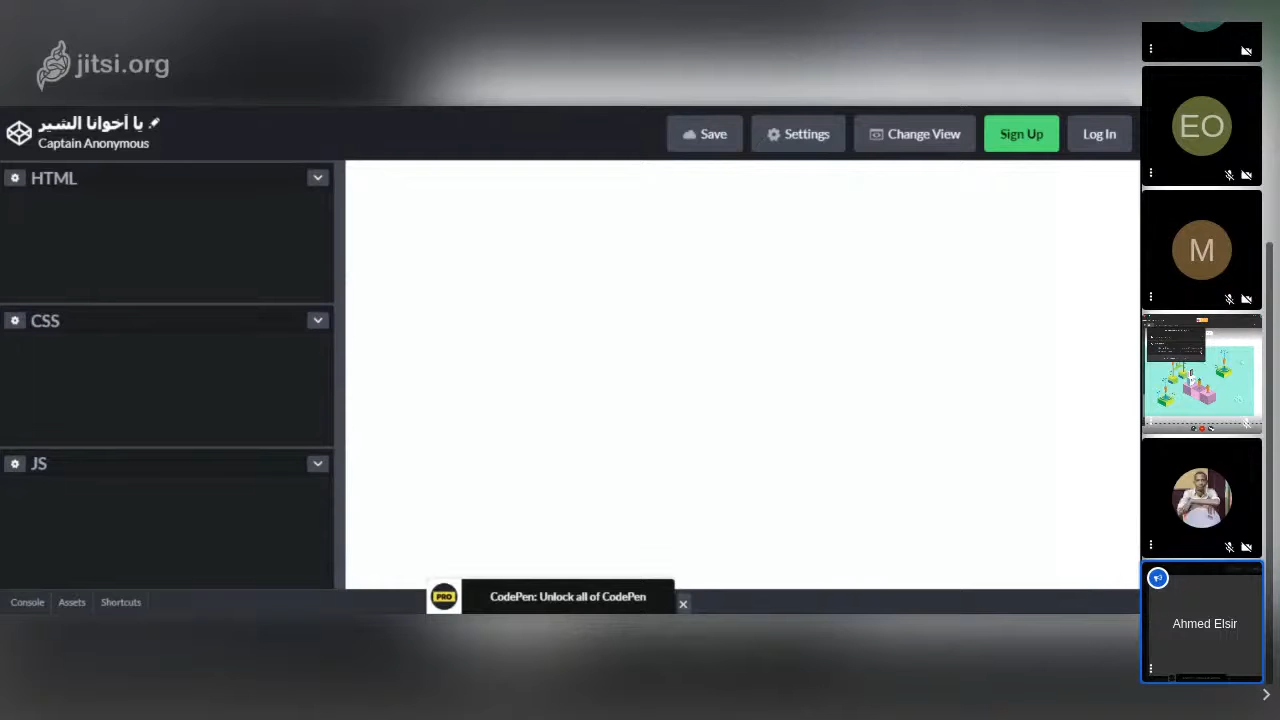 jitsi.org
يا أخوانا الشير
Captain Anonymous
Save
Settings
Change View
Sign Up
Log In
HTML
CSS
JS
Console
Assets
Shortcuts
PRO
CodePen: Unlock all of CodePen
EO
M
Ahmed Elsir